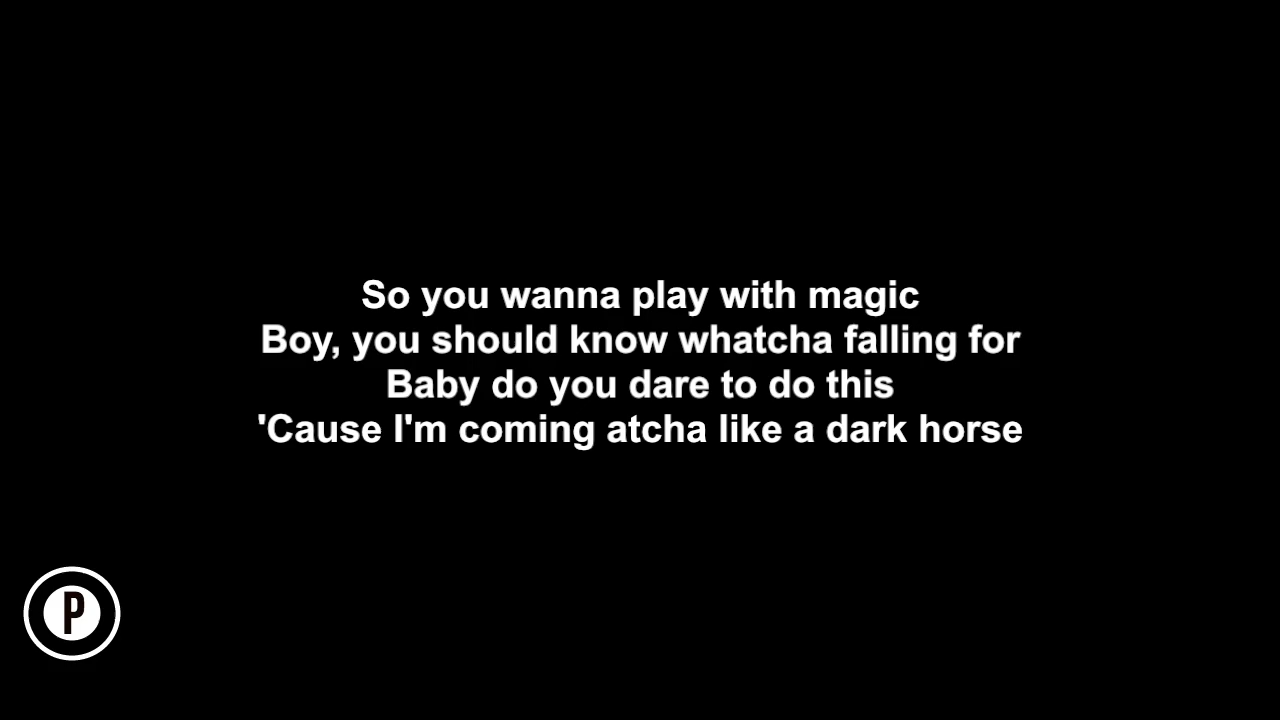 So you wanna play with magic
Boy, you should know whatcha falling for
Baby do you dare to do this
'Cause I'm coming atcha like a dark horse
P